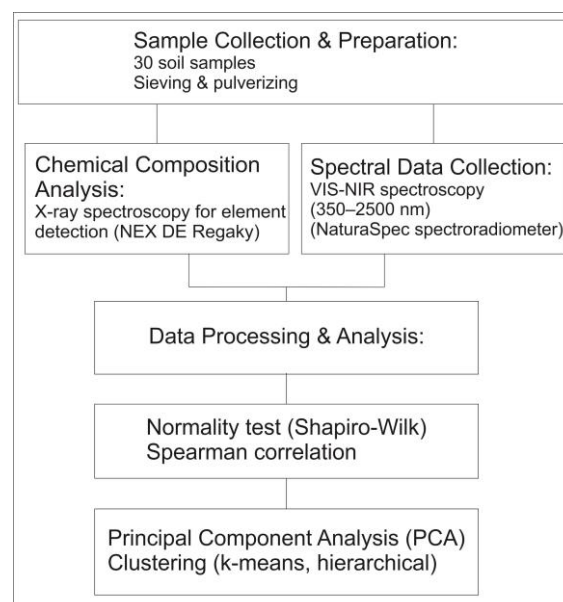 Sample Collection & Preparation:
30 soil samples
Sieving & pulverizing
Chemical Composition
Analysis:
X-ray spectroscopy for element
detection (NEX DE Regaky)
Spectral Data Collection:
VIS-NIR spectroscopy
(350–2500 nm)
(NaturaSpec spectroradiometer)
Data Processing & Analysis:
Normality test (Shapiro-Wilk)
Spearman correlation
Principal Component Analysis (PCA)
Clustering (k-means, hierarchical)